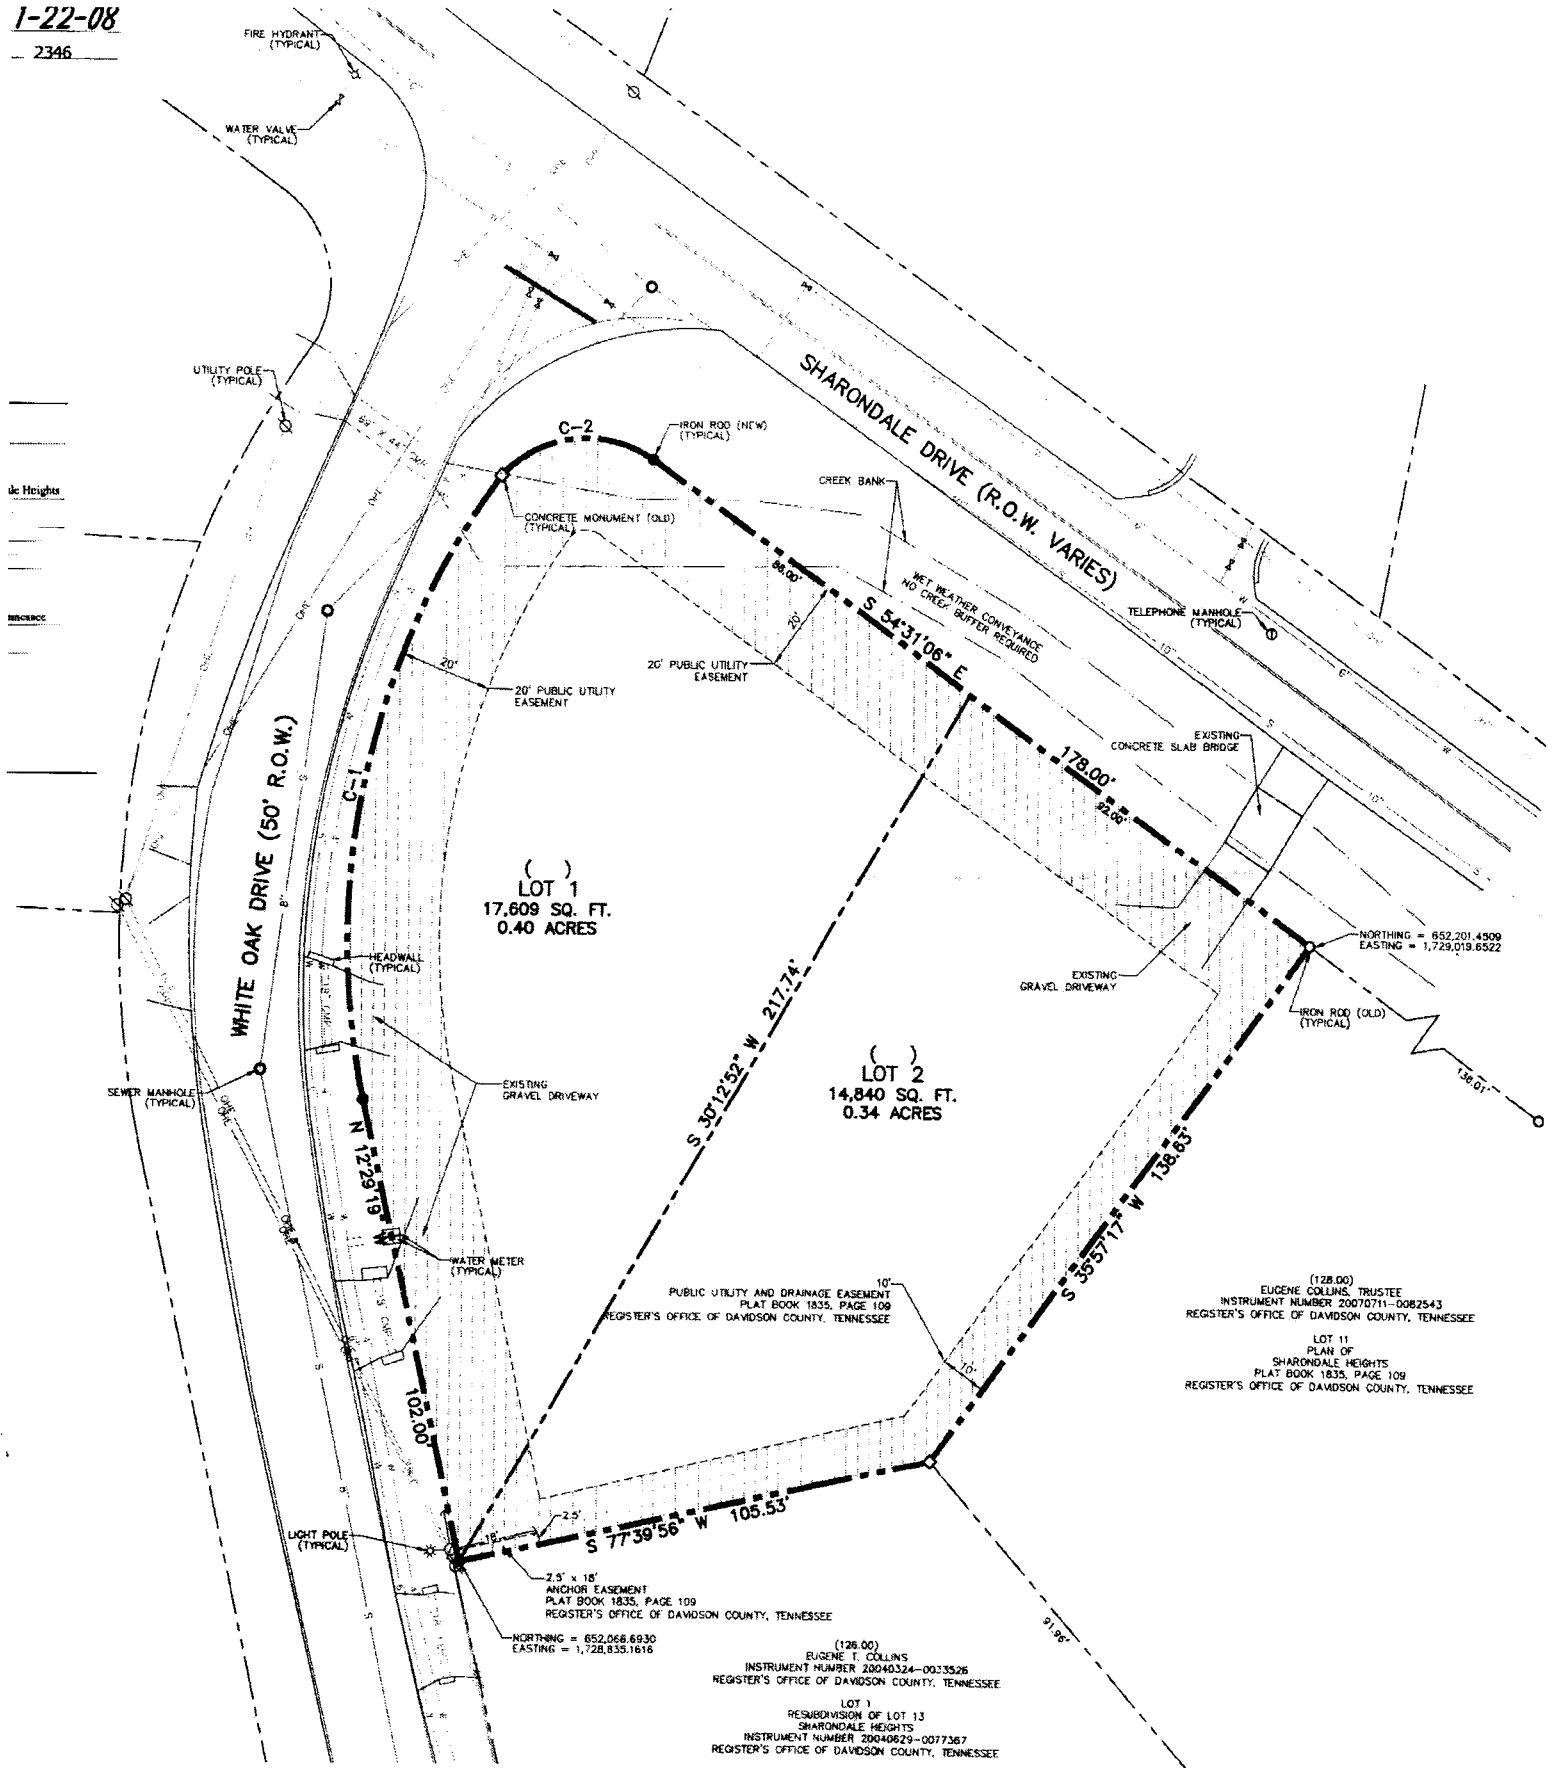 1-22-08
2346
FIRE HYDRANT
(TYPICAL)
WATER VALVE
(TYPICAL)
UTILITY POLE
(TYPICAL)
C-2
IRON ROD (NEW)
(TYPICAL)
SHARONDALE DRIVE (R.O.W. VARIES)
Heights
CREEK BANK
CONCRETE MONUMENT (OLD)
(TYPICAL)
WET WEATHER CONVEYANCE
NO CREEK BUFFER REQUIRED
86.00'
20'
S 54°31'06" E
TELEPHONE MANHOLE
(TYPICAL)
10"
6"
20'
20' PUBLIC UTILITY
EASEMENT
20' PUBLIC UTILITY
EASEMENT
EXISTING
CONCRETE SLAB BRIDGE
178.00'
92.00'
10"
C-1
WHITE OAK DRIVE (50' R.O.W.)
8"
( )
LOT 1
17,609 SQ. FT.
0.40 ACRES
HEADWALL
(TYPICAL)
NORTHING = 652,201.4509
EASTING = 1,729,019.6522
EXISTING
GRAVEL DRIVEWAY
IRON ROD (OLD)
(TYPICAL)
S 30°12'52" W 217.74'
( )
LOT 2
14,840 SQ. FT.
0.34 ACRES
138.01'
SEWER MANHOLE
(TYPICAL)
EXISTING
GRAVEL DRIVEWAY
N 12°29'19" W
102.00'
S 35°57'17" W 138.63'
WATER METER
(TYPICAL)
10'
PUBLIC UTILITY AND DRAINAGE EASEMENT
PLAT BOOK 1835, PAGE 109
REGISTER'S OFFICE OF DAVIDSON COUNTY, TENNESSEE
10'
(128.00)
EUGENE COLLINS, TRUSTEE
INSTRUMENT NUMBER 20070711-0082543
REGISTER'S OFFICE OF DAVIDSON COUNTY, TENNESSEE
LOT 11
PLAN OF
SHARONDALE HEIGHTS
PLAT BOOK 1835, PAGE 109
REGISTER'S OFFICE OF DAVIDSON COUNTY, TENNESSEE
LIGHT POLE
(TYPICAL)
18'
2.5'
S 77°39'56" W 105.53'
2.5' x 18'
ANCHOR EASEMENT
PLAT BOOK 1835, PAGE 109
REGISTER'S OFFICE OF DAVIDSON COUNTY, TENNESSEE
NORTHING = 652,066.6930
EASTING = 1,728,835.1616
91.96'
(126.00)
EUGENE T. COLLINS
INSTRUMENT NUMBER 20040324-0033526
REGISTER'S OFFICE OF DAVIDSON COUNTY, TENNESSEE
LOT 1
RESUBDIVISION OF LOT 13
SHARONDALE HEIGHTS
INSTRUMENT NUMBER 20040629-0077367
REGISTER'S OFFICE OF DAVIDSON COUNTY, TENNESSEE